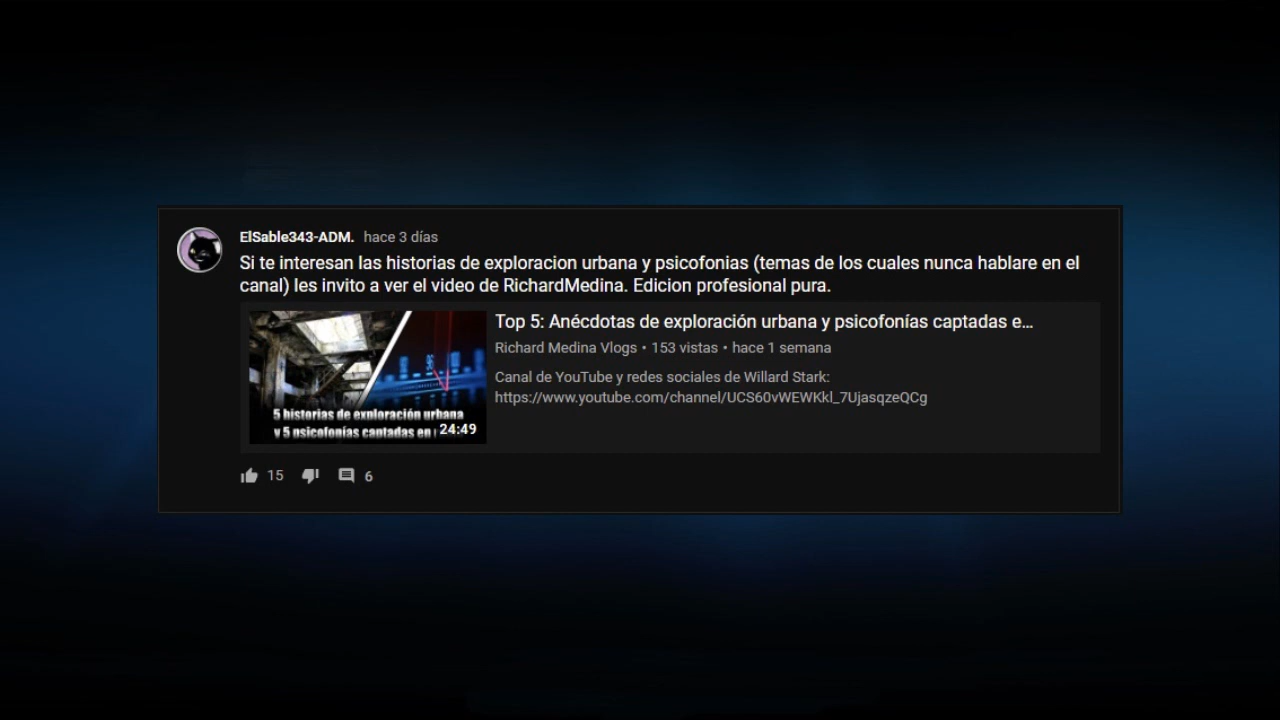 ElSable343-ADM. hace 3 días
Si te interesan las historias de exploracion urbana y psicofonias (temas de los cuales nunca hablare en el
canal) les invito a ver el video de RichardMedina. Edicion profesional pura.
Top 5: Anécdotas de exploración urbana y psicofonías captadas e...
Richard Medina Vlogs • 153 vistas • hace 1 semana
Canal de YouTube y redes sociales de Willard Stark:
https://www.youtube.com/channel/UCS60vWEWKkl_7UjasqzeQCg
5 historias de exploración urbana
y 5 psicofonías captadas en
24:49
15 6